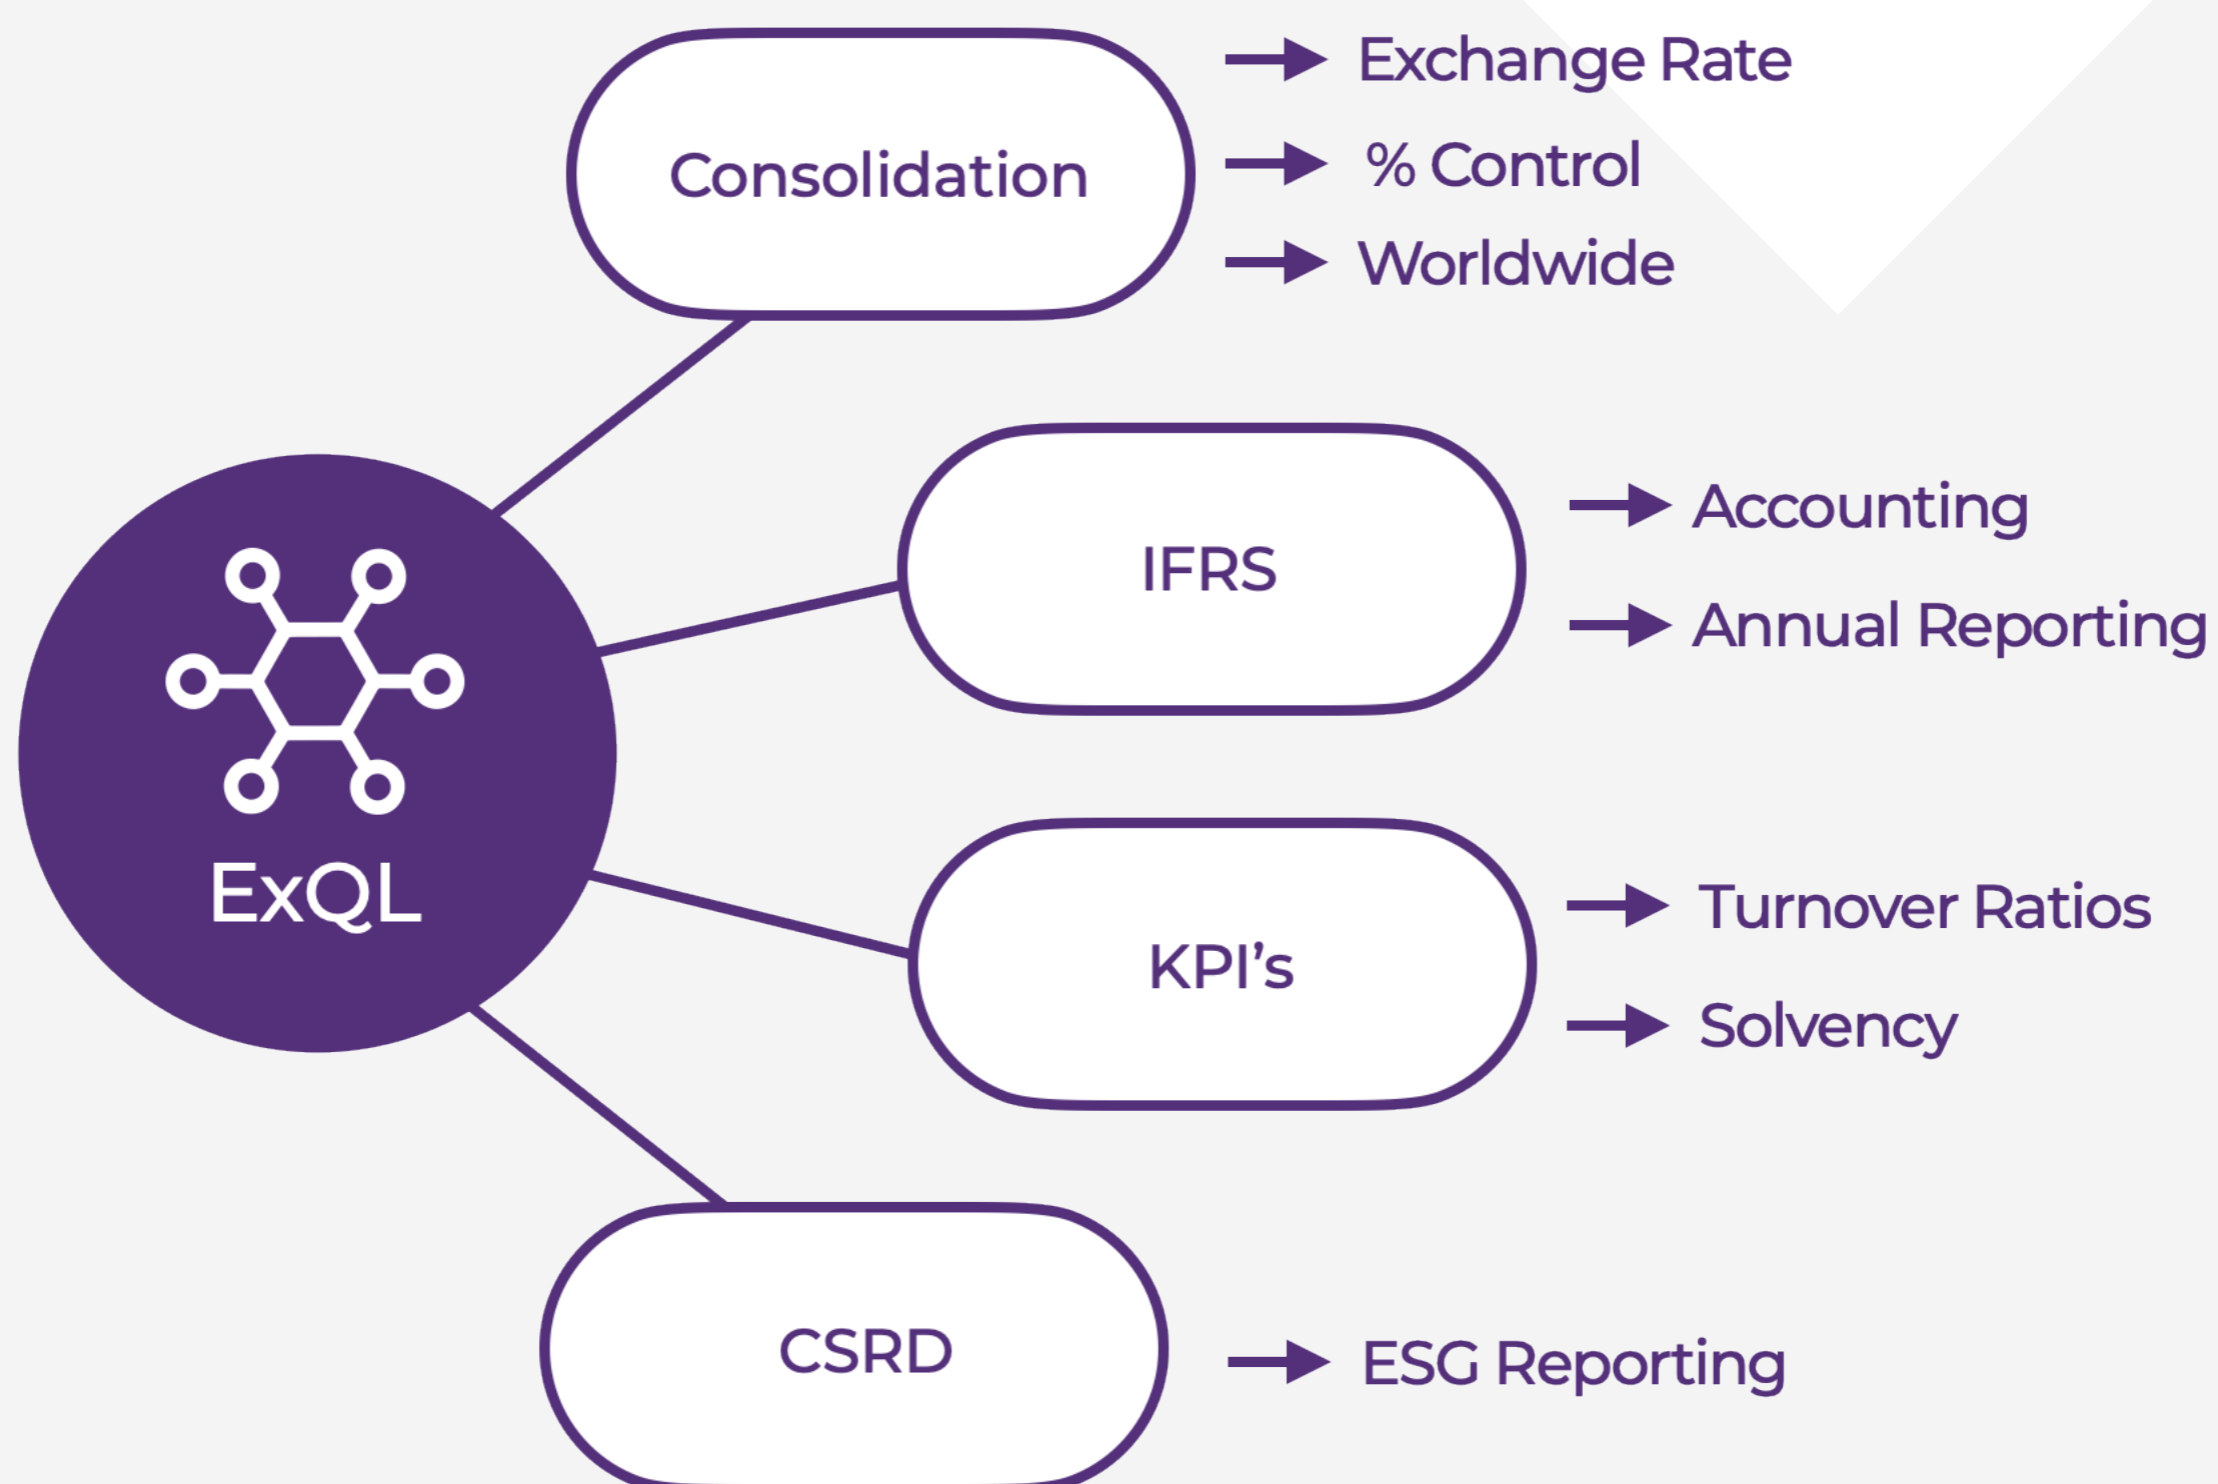 Consolidation
Exchange Rate
% Control
Worldwide
IFRS
Accounting
Annual Reporting
ExQL
KPI’s
Turnover Ratios
Solvency
CSRD
ESG Reporting